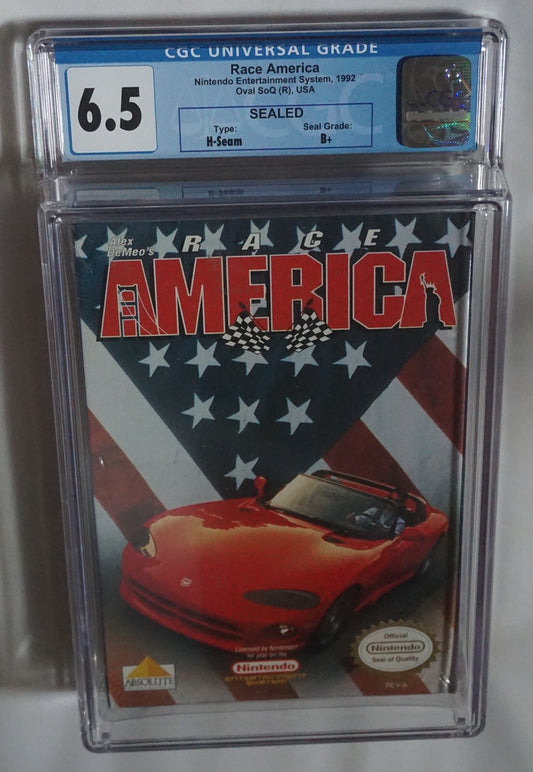 CGC UNIVERSAL GRADE
Race America
Nintendo Entertainment System, 1992
Oval SoQ (R), USA
6.5
SEALED
Type: Seal Grade:
H-Seam B+
CGC
Alex
DeMeo's
RACE
AMERICA
Official
Nintendo
Seal of Quality
Licensed by Nintendo
for play on the
Nintendo
ENTERTAINMENT
SYSTEM
ABSOLUTE
REV-A